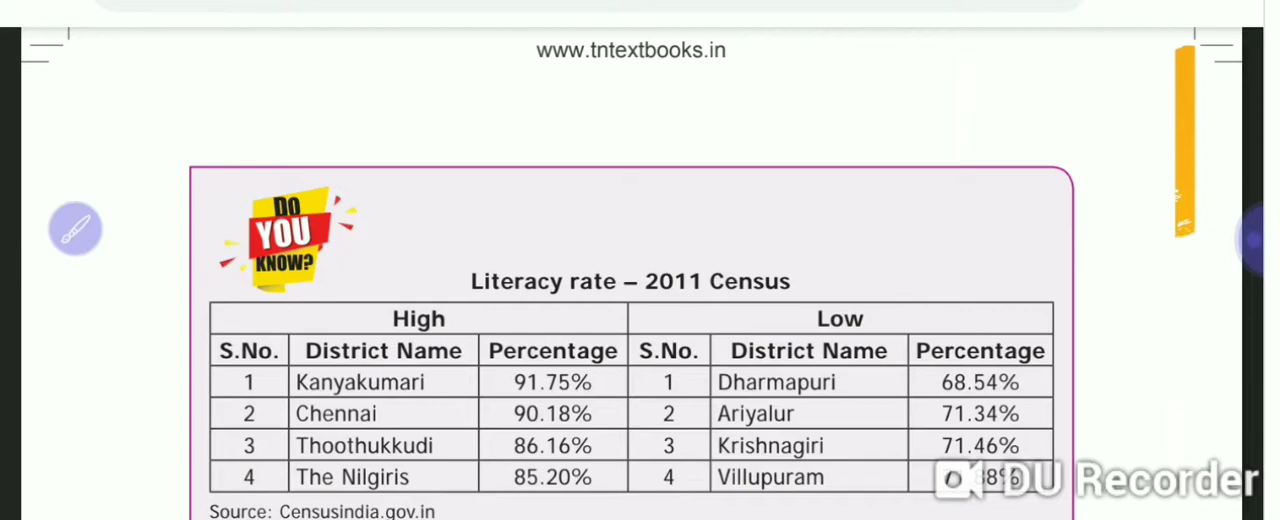 www.tntextbooks.in
DO
YOU
KNOW?
Literacy rate – 2011 Census
High Low
S.No. District Name Percentage S.No. District Name Percentage
1 Kanyakumari 91.75% 1 Dharmapuri 68.54%
2 Chennai 90.18% 2 Ariyalur 71.34%
3 Thoothukkudi 86.16% 3 Krishnagiri 71.46%
4 The Nilgiris 85.20% 4 Villupuram
DU Recorder
Source: Censusindia.gov.in